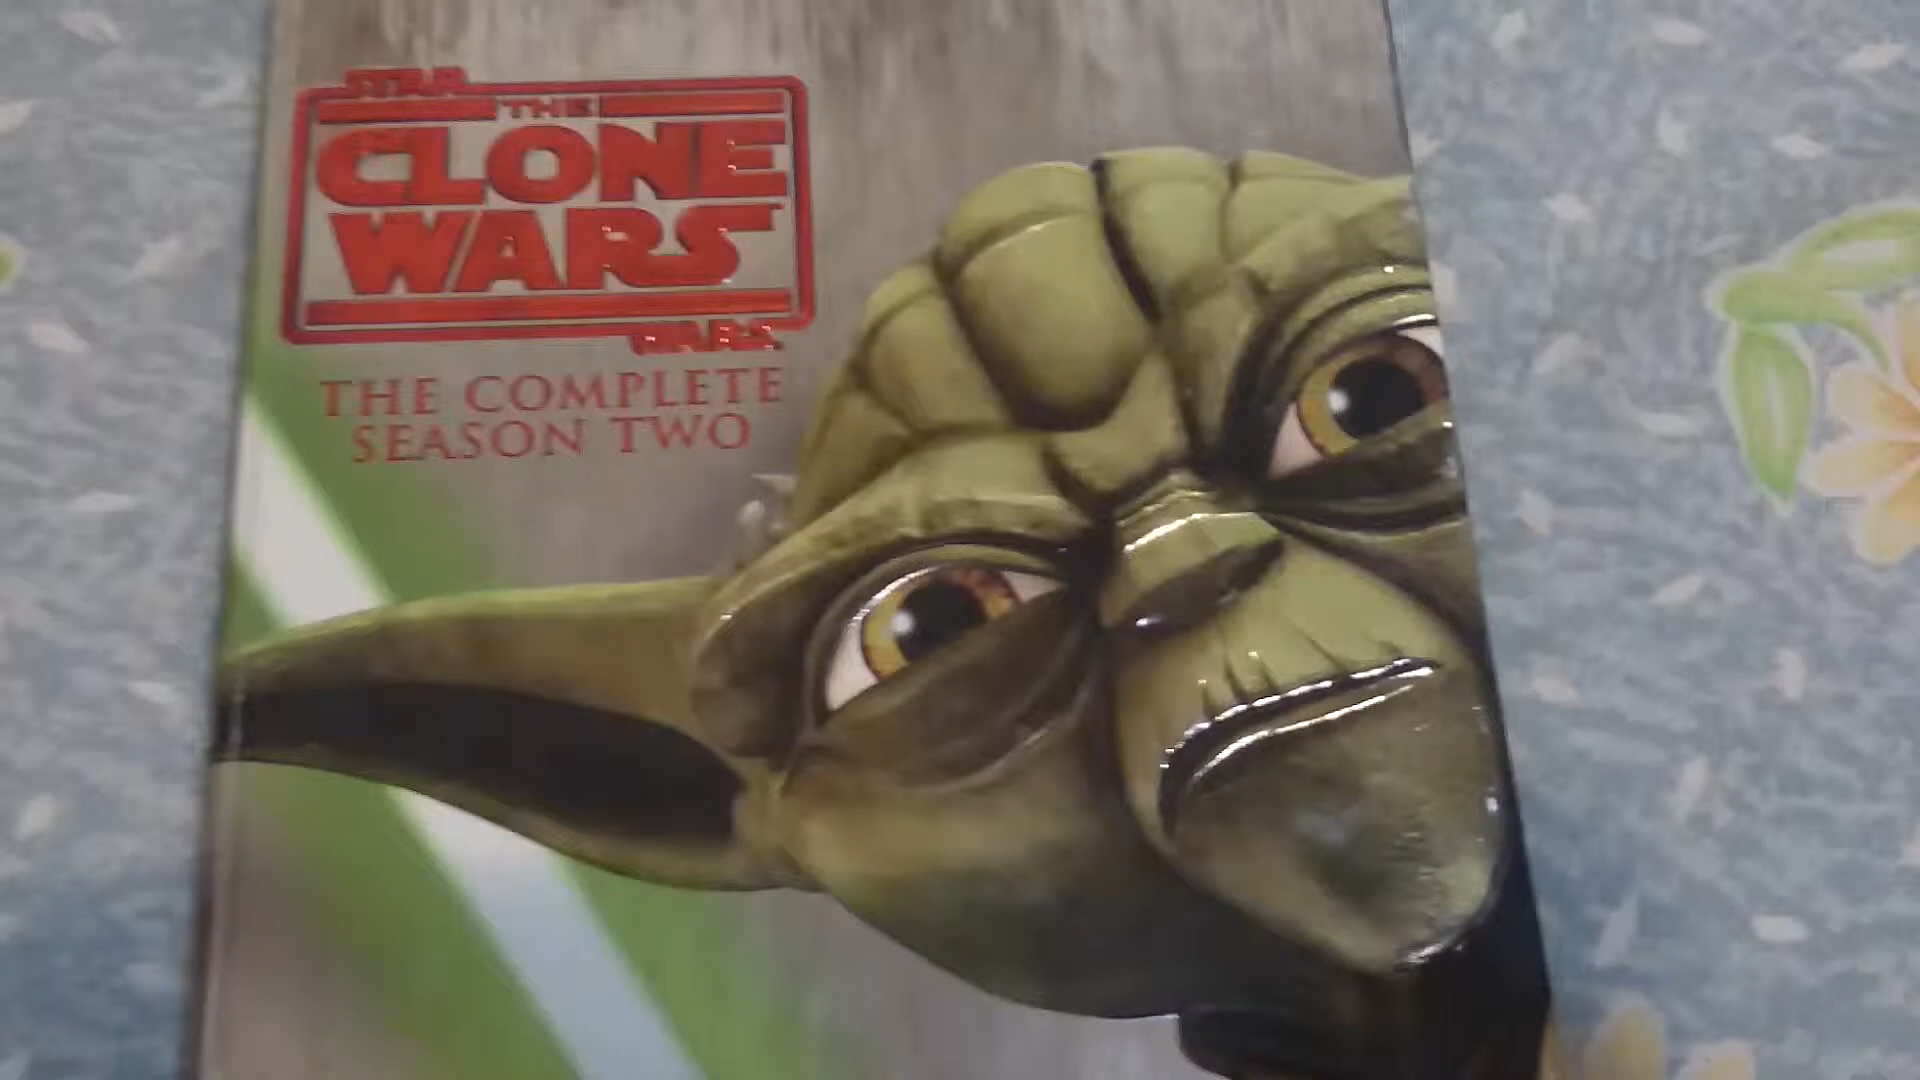 STAR
THE
CLONE
WARS
WARS
THE COMPLETE
SEASON TWO